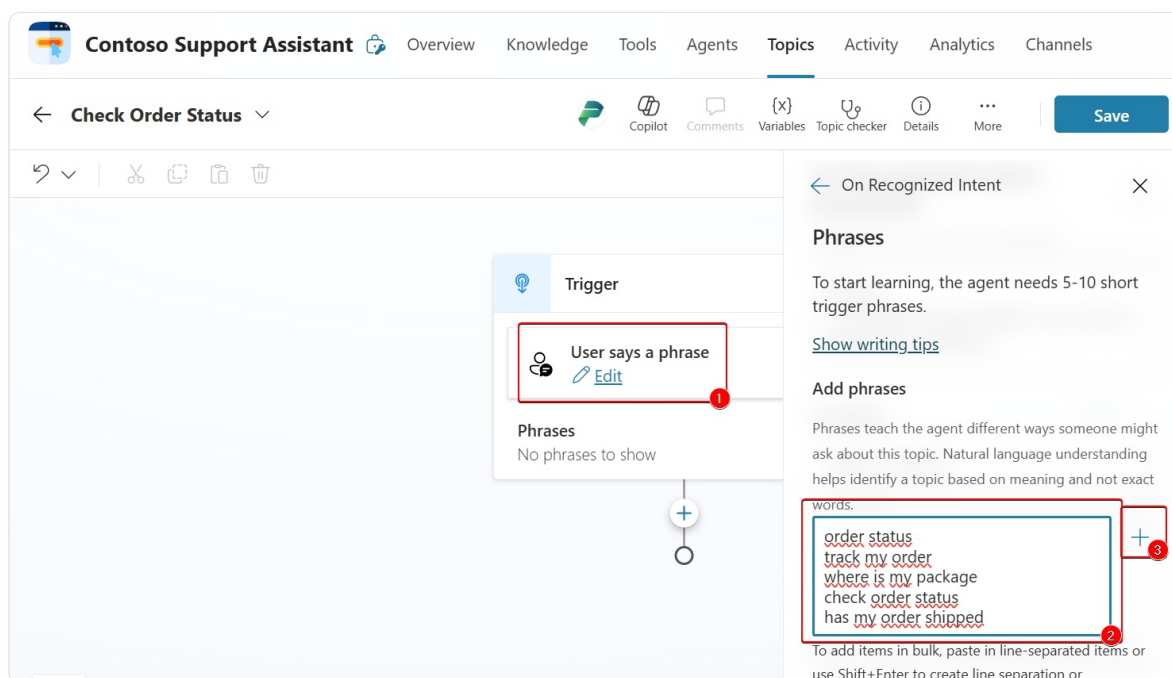 Contoso Support Assistant Overview Knowledge Tools Agents Topics Activity Analytics Channels
Check Order Status
Copilot Comments Variables Topic checker Details More Save
On Recognized Intent
Phrases
To start learning, the agent needs 5-10 short
trigger phrases.
Show writing tips
Add phrases
Phrases teach the agent different ways someone might
ask about this topic. Natural language understanding
helps identify a topic based on meaning and not exact
words.
order status
track my order
where is my package
check order status
has my order shipped
To add items in bulk, paste in line-separated items or
use Shift+Enter to create line separation or
Trigger
User says a phrase
Edit
Phrases
No phrases to show
1
2
3